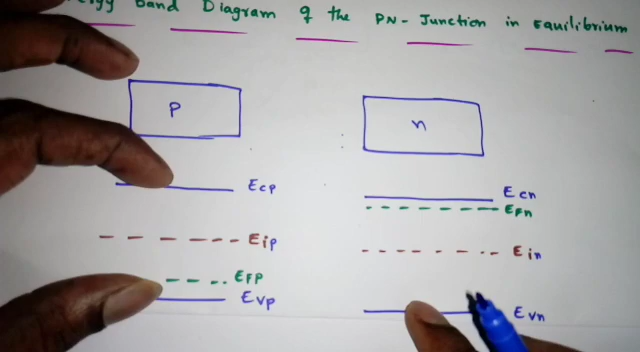 Band Diagram of the PN - Junction in Equilibrium
P
n
Ecp
Ecn
EFn
Eip
Ein
EFP
Evp
Evn